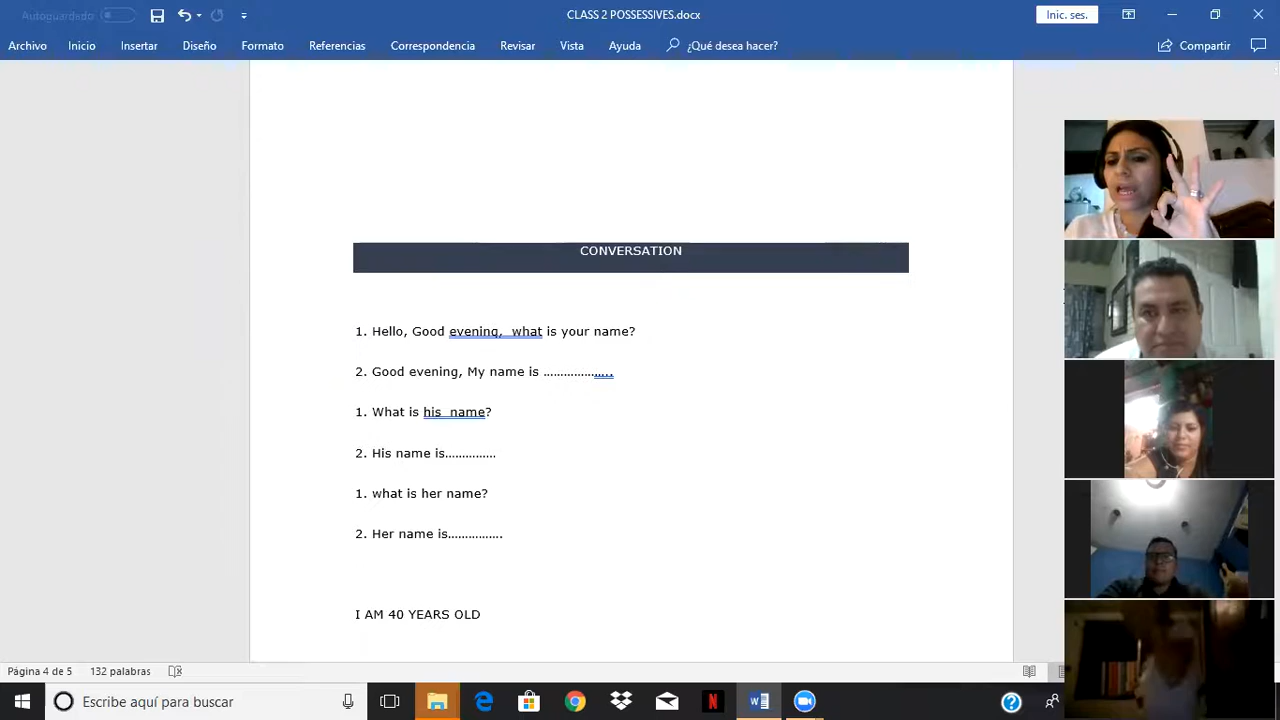 Autoguardado
CLASS 2 POSSESSIVES.docx
Inic. ses.
Archivo Inicio Insertar Diseño Formato Referencias Correspondencia Revisar Vista Ayuda ¿Qué desea hacer? Compartir
CONVERSATION
1. Hello, Good evening,  what is your name?
2. Good evening, My name is ………………..
1. What is his  name?
2. His name is……………
1. what is her name?
2. Her name is…………….
I AM 40 YEARS OLD
Página 4 de 5 132 palabras
Escribe aquí para buscar